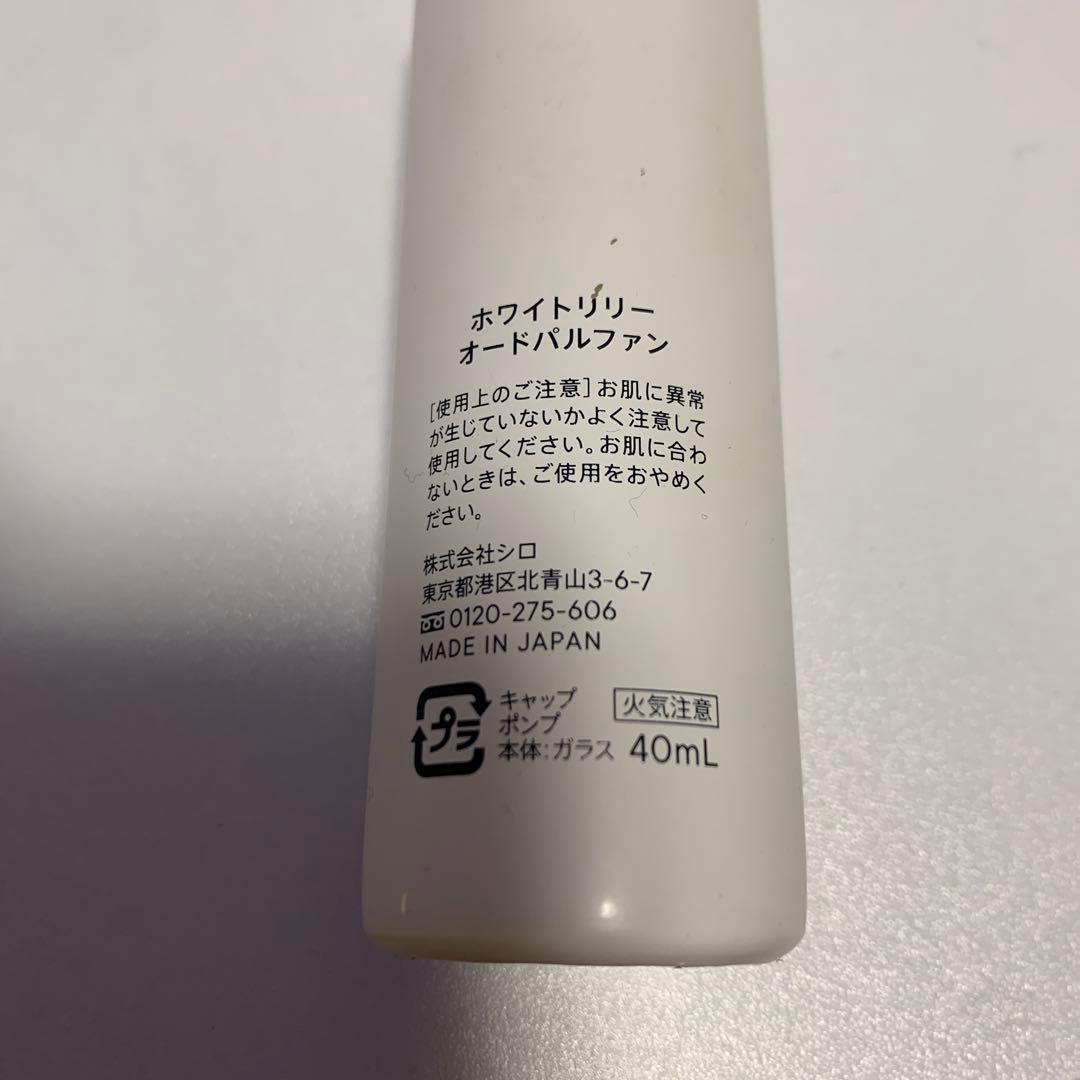 ホワイトリリー
オードパルファン
[使用上のご注意]お肌に異常
が生じていないかよく注意して
使用してください。お肌に合わ
ないときは、ご使用をおやめく
ださい。
株式会社シロ
東京都港区北青山3-6-7
0120-275-606
MADE IN JAPAN
プラ
キャップ
ポンプ
本体:ガラス
火気注意
40mL